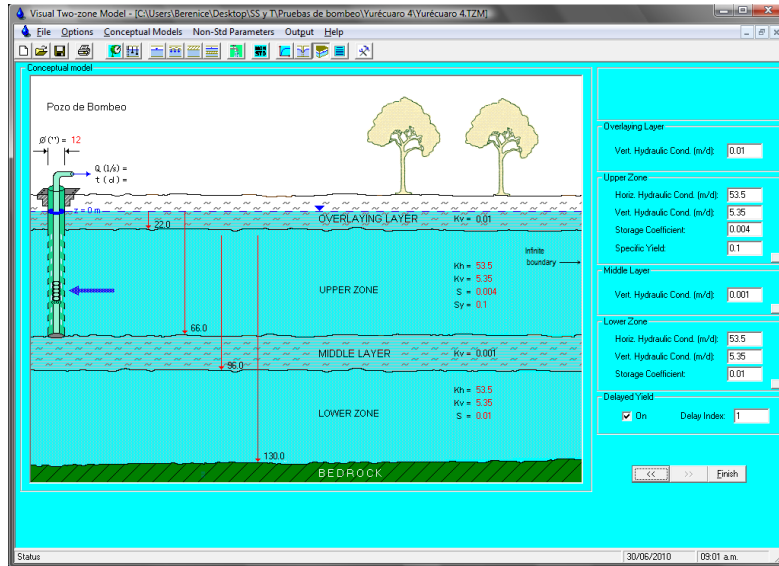 Visual Two-zone Model - [C:\Users\Berenice\Desktop\SS y T\Pruebas de bombeo\Yurécuaro 4\Yurécuaro 4.TZM]
File Options Conceptual Models Non-Std Parameters Output Help
Conceptual model
Pozo de Bombeo
Ø (") = 12
Q (l/s) =
t (d) =
z = 0 m
OVERLAYING LAYER Kv = 0.01
22.0
Infinite
boundary
Kh = 53.5
Kv = 5.35
UPPER ZONE
S = 0.004
Sy = 0.1
66.0
MIDDLE LAYER Kv = 0.001
96.0
Kh = 53.5
Kv = 5.35
LOWER ZONE
S = 0.01
130.0
BEDROCK
Overlaying Layer
Vert. Hydraulic Cond. (m/d): 0.01
Upper Zone
Horiz. Hydraulic Cond. (m/d): 53.5
Vert. Hydraulic Cond. (m/d): 5.35
Storage Coefficient: 0.004
Specific Yield: 0.1
Middle Layer
Vert. Hydraulic Cond. (m/d): 0.001
Lower Zone
Horiz. Hydraulic Cond. (m/d): 53.5
Vert. Hydraulic Cond. (m/d): 5.35
Storage Coefficient: 0.01
Delayed Yield
On Delay Index: 1
<< >> Finish
Status 30/06/2010 09:01 a.m.